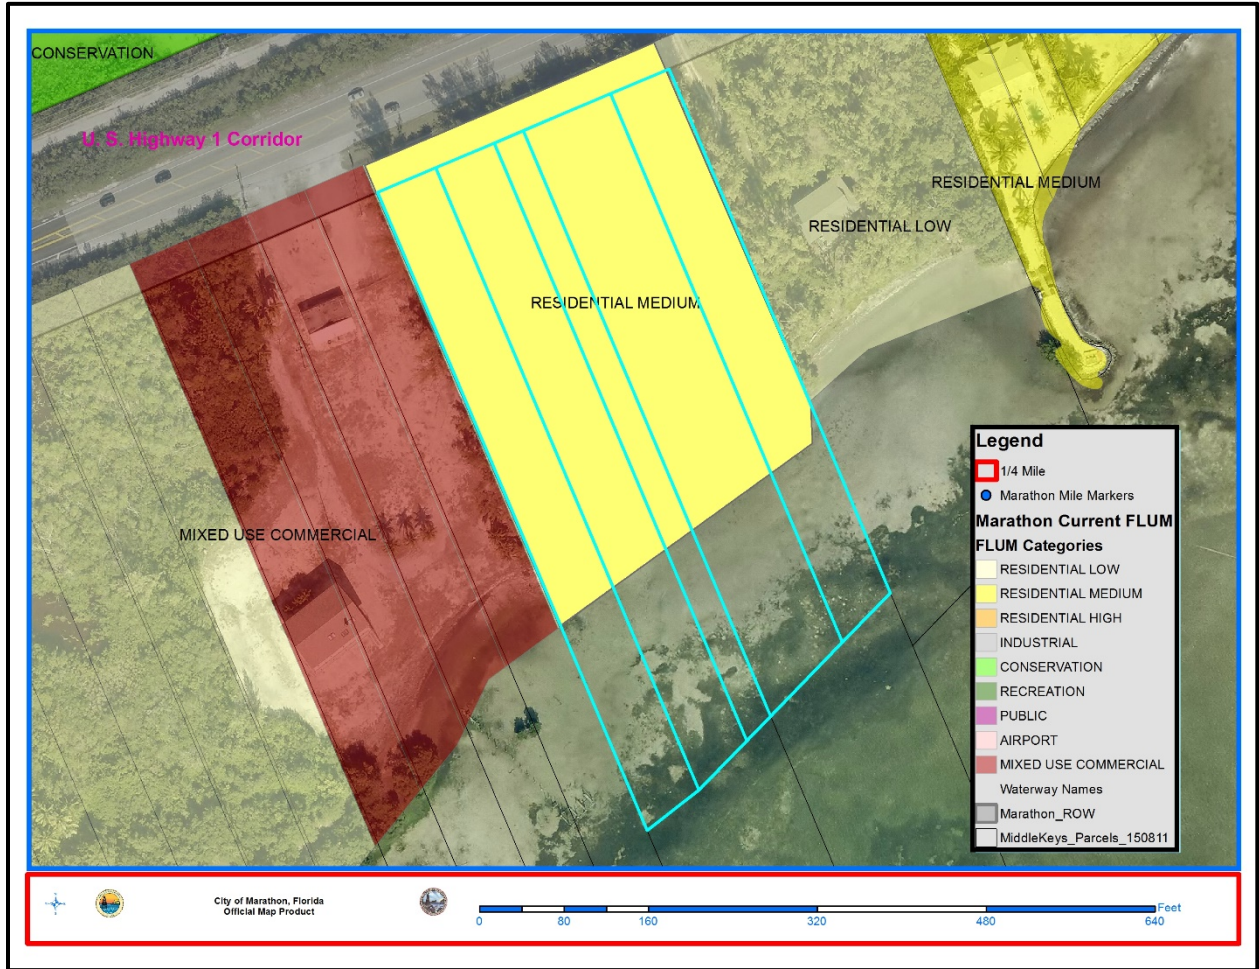 CONSERVATION
U. S. Highway 1 Corridor
RESIDENTIAL MEDIUM
RESIDENTIAL LOW
RESIDENTIAL MEDIUM
MIXED USE COMMERCIAL
Legend
1/4 Mile
Marathon Mile Markers
Marathon Current FLUM
FLUM Categories
RESIDENTIAL LOW
RESIDENTIAL MEDIUM
RESIDENTIAL HIGH
INDUSTRIAL
CONSERVATION
RECREATION
PUBLIC
AIRPORT
MIXED USE COMMERCIAL
Waterway Names
Marathon_ROW
MiddleKeys_Parcels_150811
City of Marathon, Florida
Official Map Product
Feet
0 80 160 320 480 640